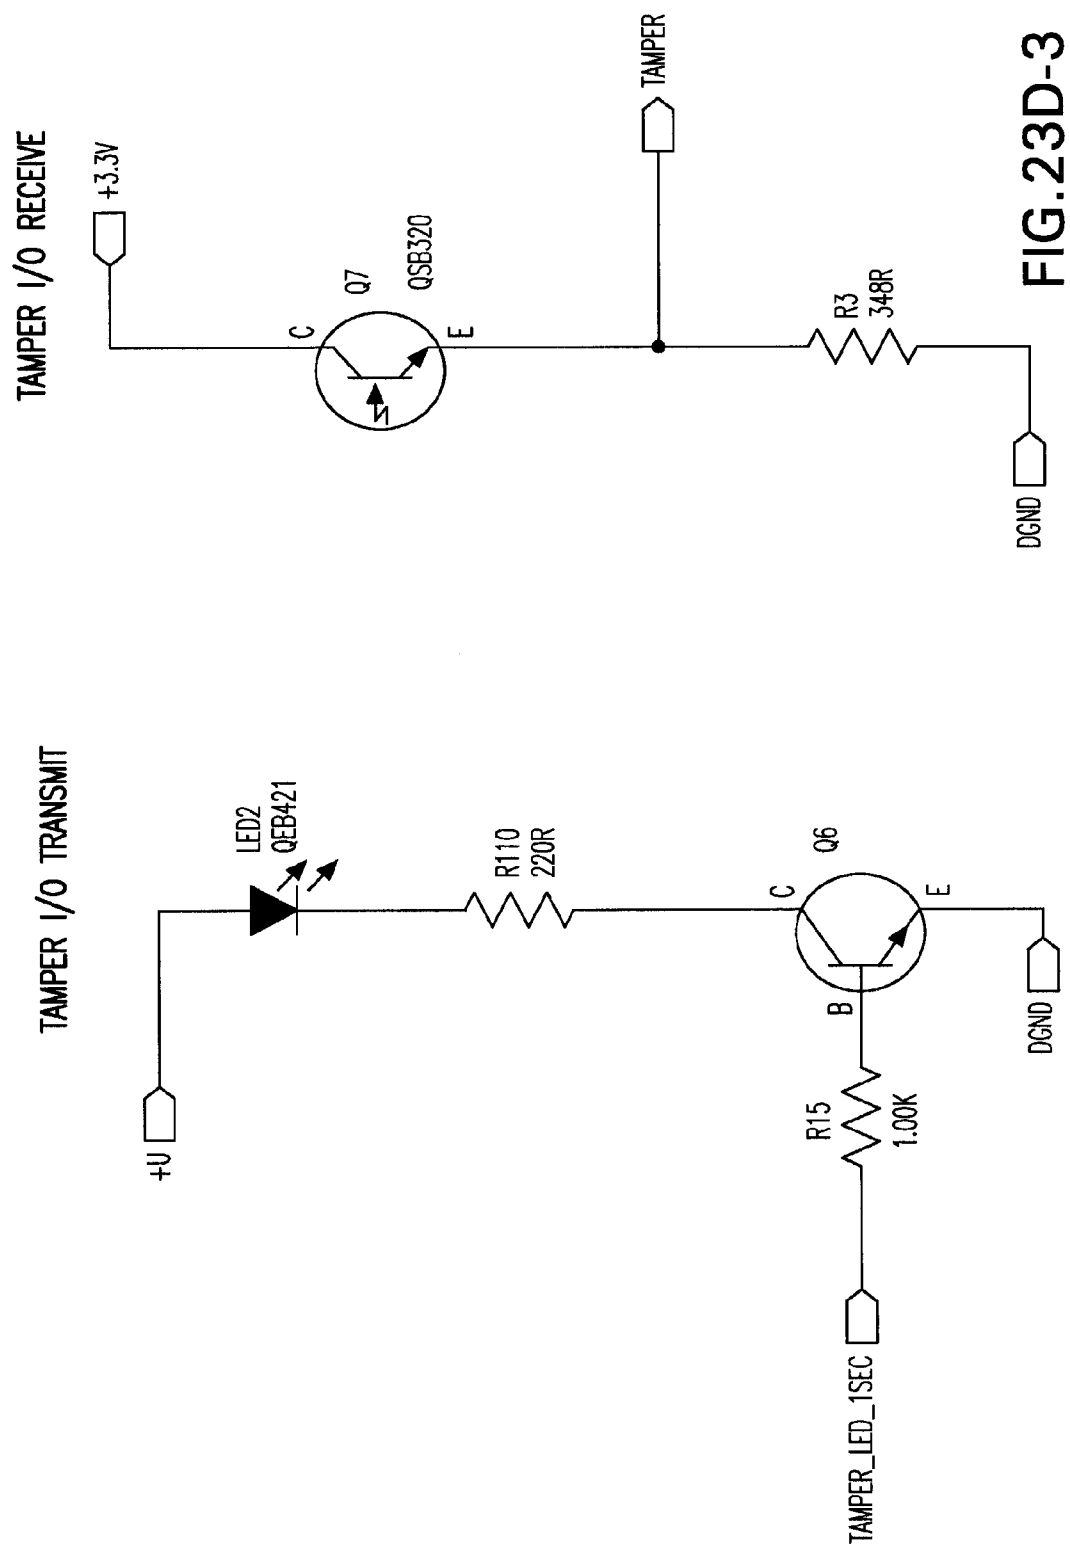 TAMPER I/O TRANSMIT
+U
LED2
QEB421
R110
220R
C
Q6
B
E
R15
1.00K
TAMPER_LED_1SEC
DGND
TAMPER I/O RECEIVE
+3.3V
C
Q7
QSB320
E
TAMPER
R3
348R
DGND
FIG.23D-3